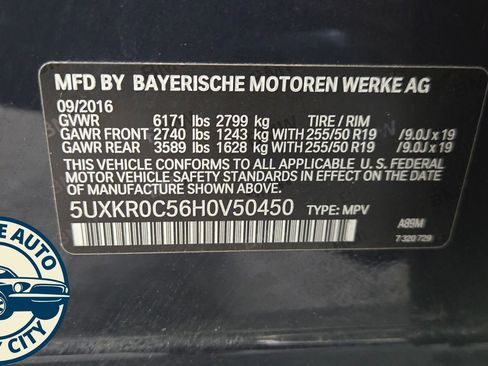 MFD BY BAYERISCHE MOTOREN WERKE AG
09/2016
GVWR 6171 lbs 2799 kg TIRE / RIM
GAWR FRONT 2740 lbs 1243 kg WITH 255/50 R19 /9.0J x 19
GAWR REAR 3589 lbs 1628 kg WITH 255/50 R19 /9.0J x 19
THIS VEHICLE CONFORMS TO ALL APPLICABLE U.S. FEDERAL
MOTOR VEHICLE SAFETY STANDARDS IN EFFECT ON THE DATE
OF MANUFACTURE SHOWN ABOVE.
5UXKR0C56H0V50450 TYPE: MPV
A89M
7 320 729
E AUTO
CITY